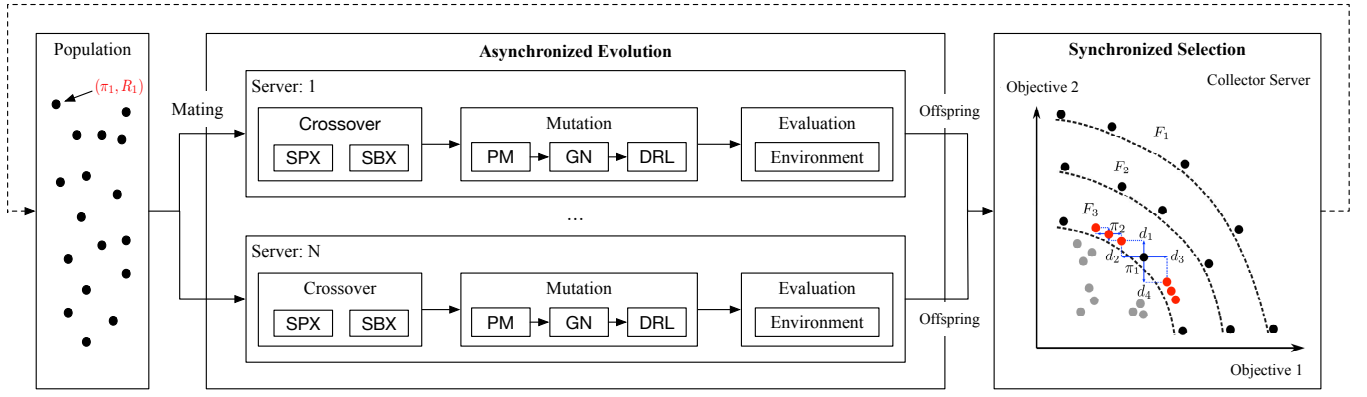 Population
(π₁, R₁)
Mating
Asynchronized Evolution
Server: 1
Crossover
SPX
SBX
Mutation
PM
GN
DRL
Evaluation
Environment
Offspring
...
Server: N
Crossover
SPX
SBX
Mutation
PM
GN
DRL
Evaluation
Environment
Offspring
Synchronized Selection
Collector Server
Objective 2
F₁
F₂
F₃
π₂
d₁
d₂
d₃
π₁
d₄
Objective 1